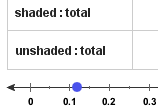 shaded : total
unshaded : total
0 0.1 0.2 0.3